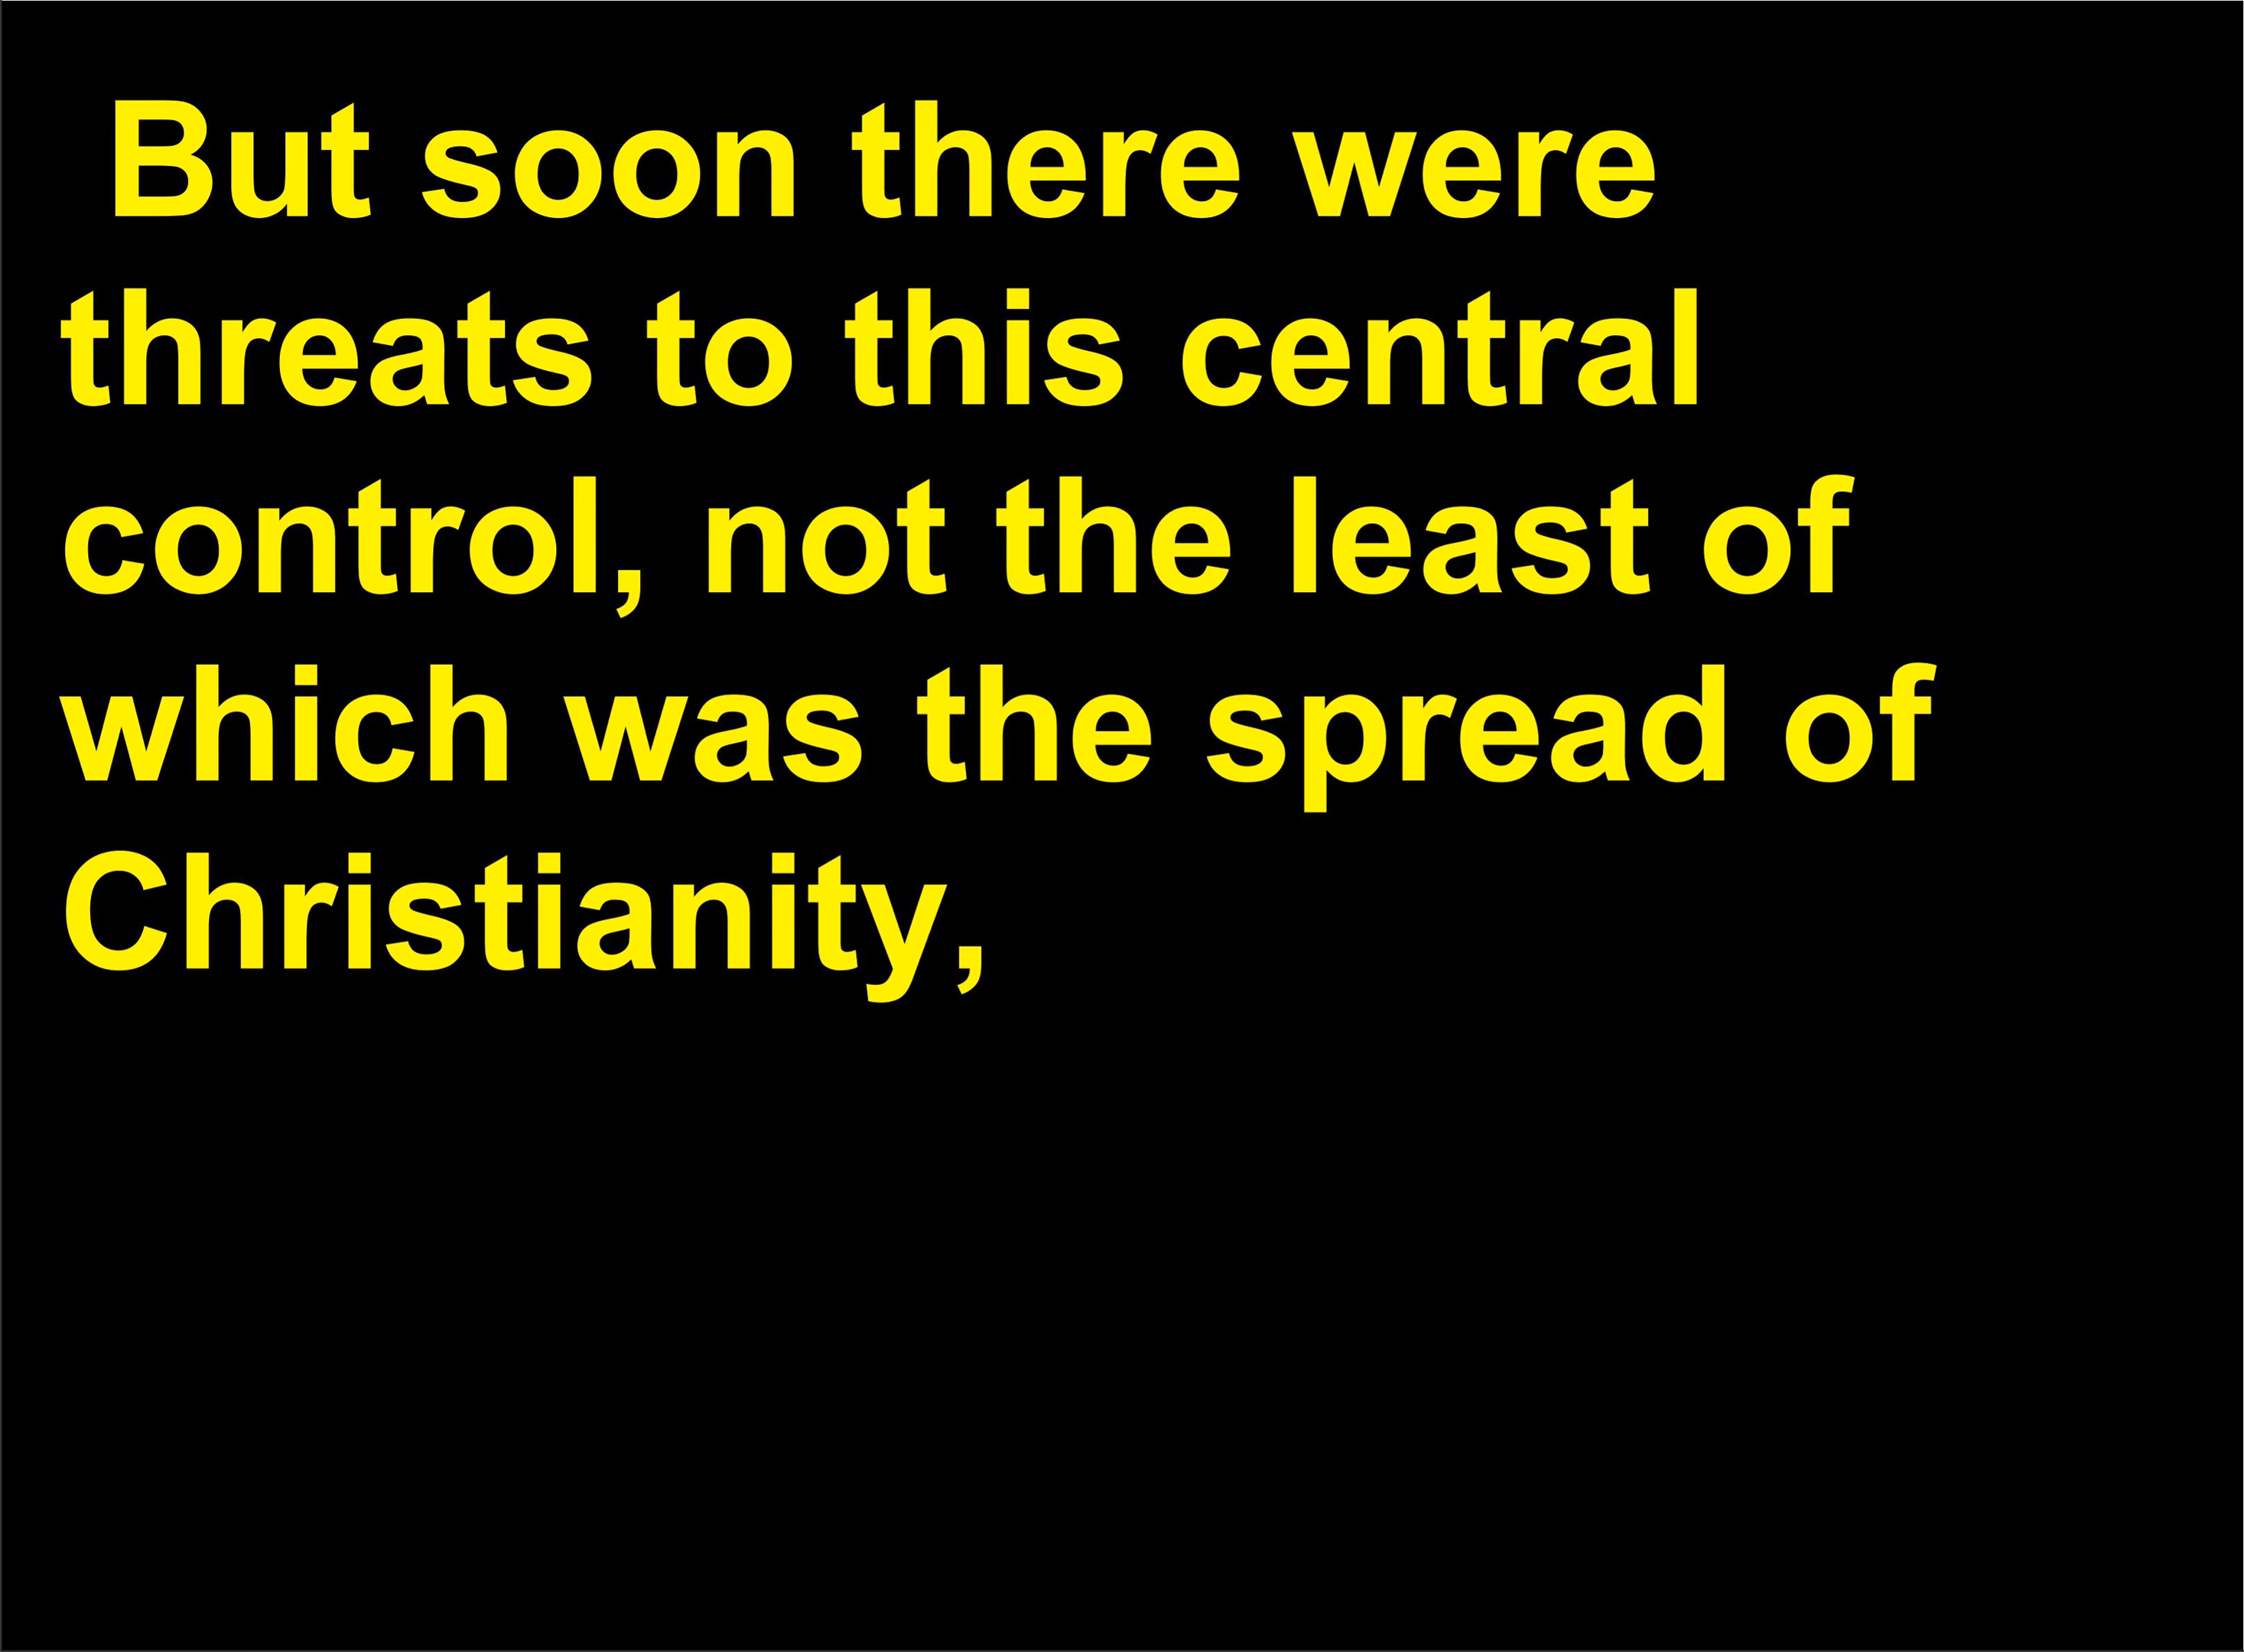 But soon there were
threats to this central
control, not the least of
which was the spread of
Christianity,